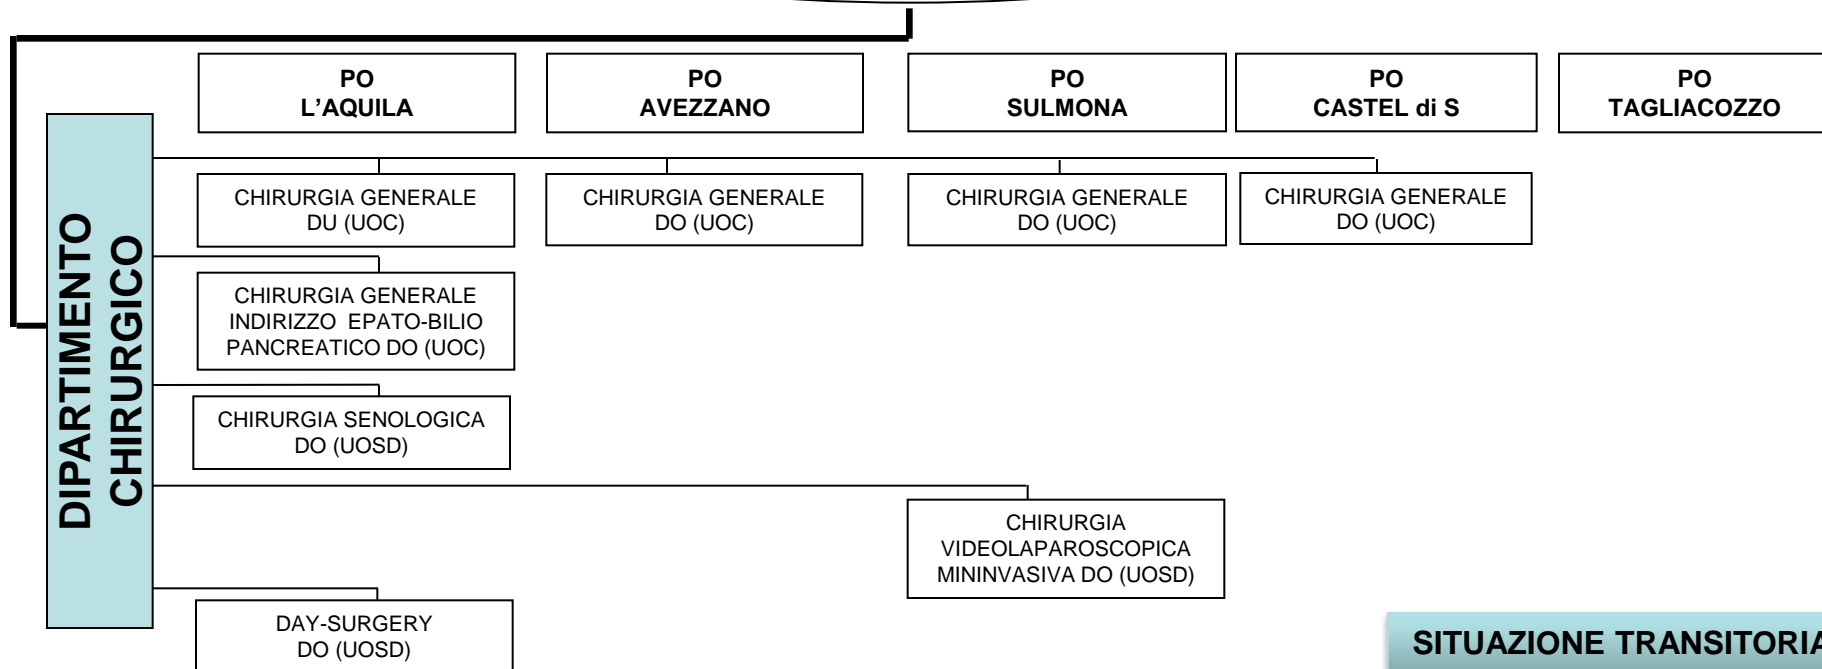 PO
L'AQUILA
PO
AVEZZANO
PO
SULMONA
PO
CASTEL di S
PO
TAGLIACOZZO
DIPARTIMENTO
CHIRURGICO
CHIRURGIA GENERALE
DU (UOC)
CHIRURGIA GENERALE
DO (UOC)
CHIRURGIA GENERALE
DO (UOC)
CHIRURGIA GENERALE
DO (UOC)
CHIRURGIA GENERALE
INDIRIZZO EPATO-BILIO
PANCREATICO DO (UOC)
CHIRURGIA SENOLOGICA
DO (UOSD)
CHIRURGIA
VIDEOLAPAROSCOPICA
MININVASIVA DO (UOSD)
DAY-SURGERY
DO (UOSD)
SITUAZIONE TRANSITORIA